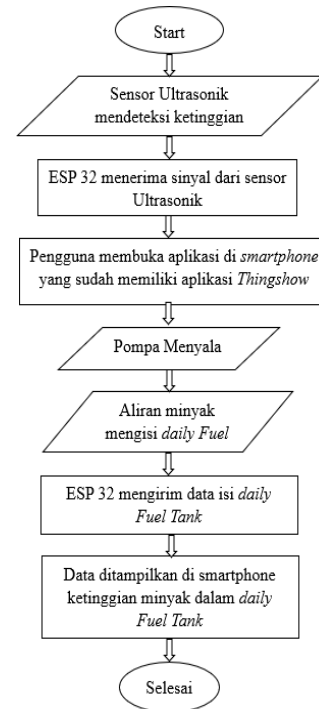 Start
Sensor Ultrasonik
mendeteksi ketinggian
ESP 32 menerima sinyal dari sensor
Ultrasonik
Pengguna membuka aplikasi di smartphone
yang sudah memiliki aplikasi Thingshow
Pompa Menyala
Aliran minyak
mengisi daily Fuel
ESP 32 mengirim data isi daily
Fuel Tank
Data ditampilkan di smartphone
ketinggian minyak dalam daily
Fuel Tank
Selesai